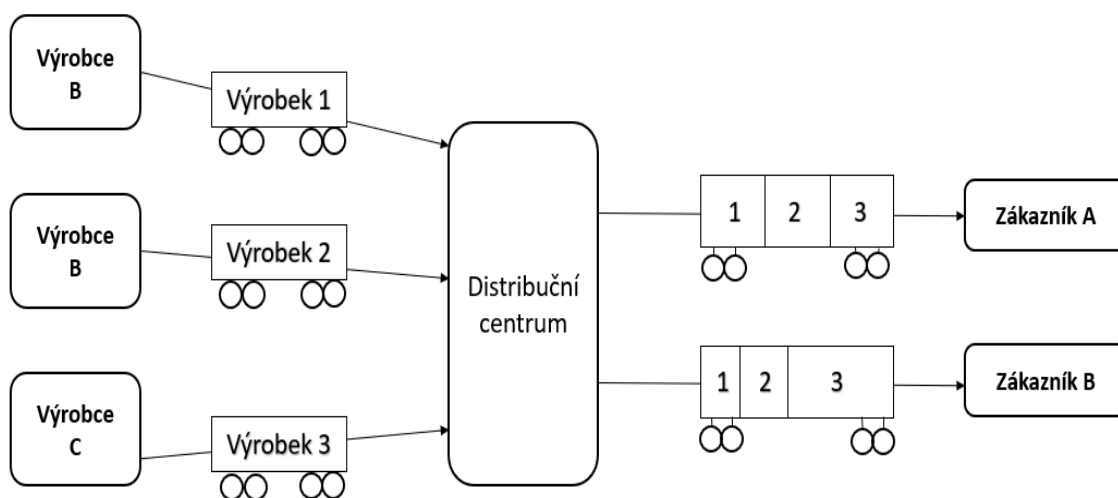 Výrobce
B
Výrobek 1
Výrobce
B
Výrobek 2
Výrobce
C
Výrobek 3
Distribuční
centrum
1 2 3
Zákazník A
1 2 3
Zákazník B